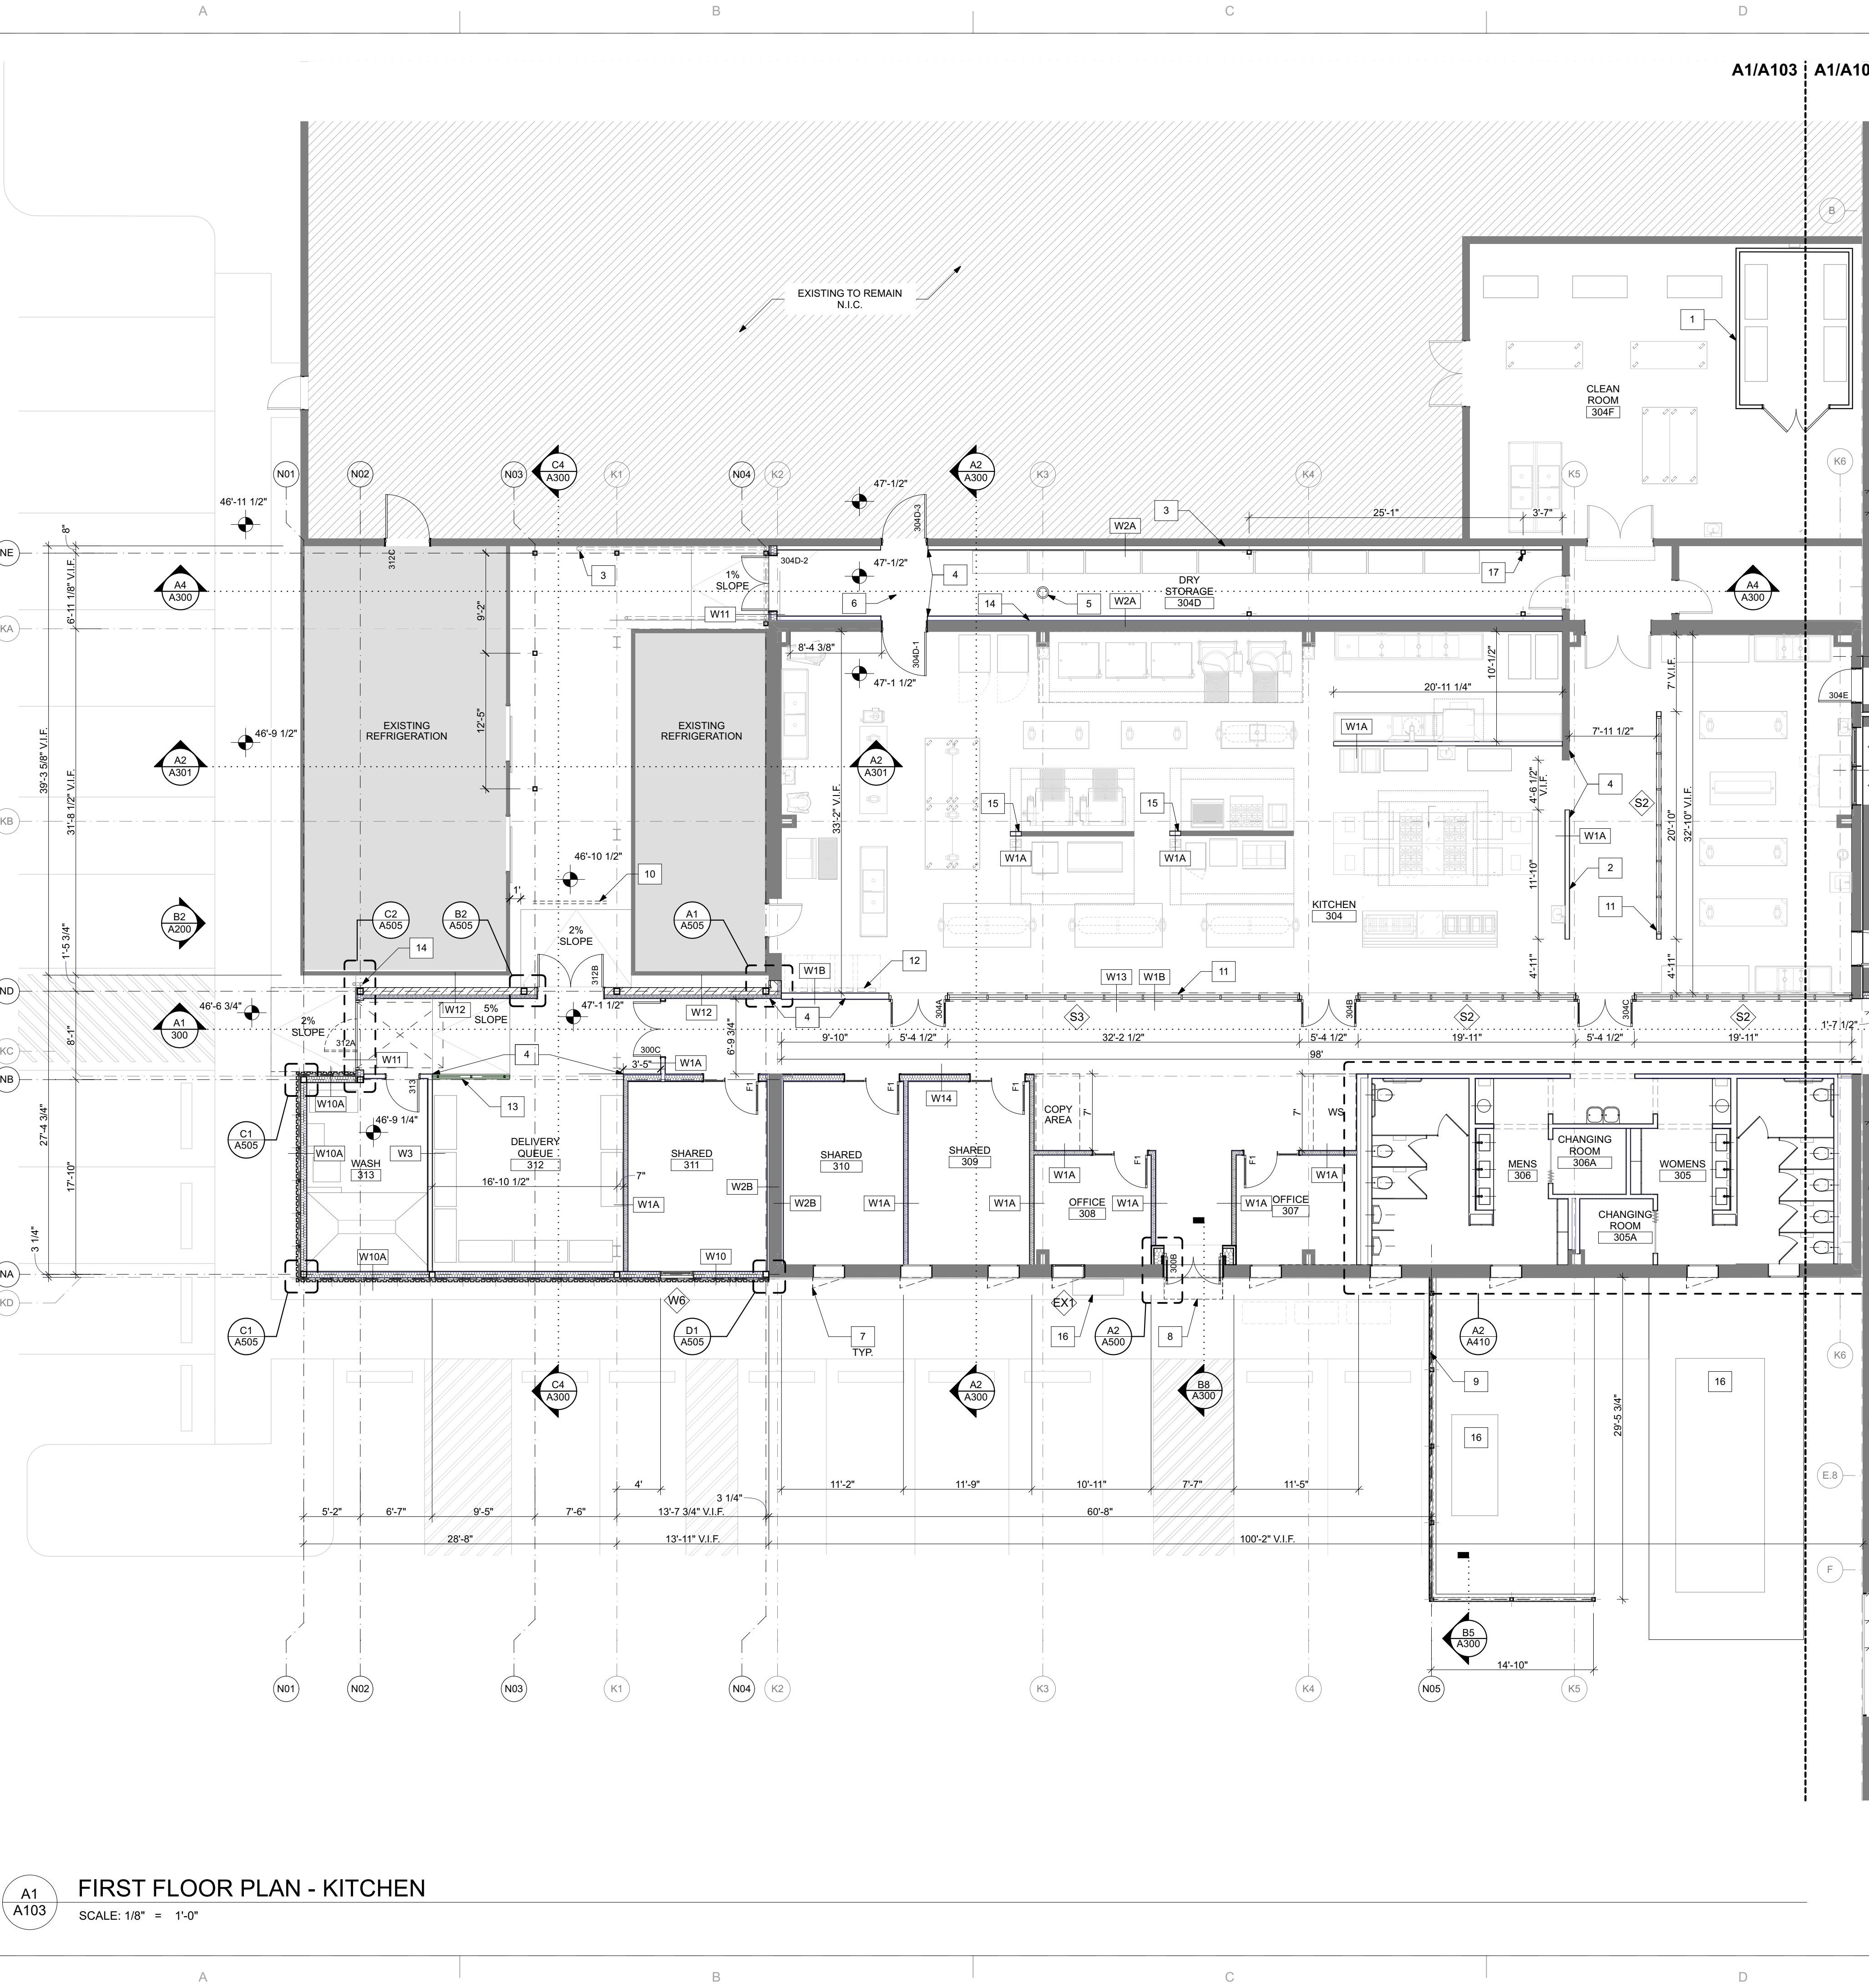 A
B
C
D
A1/A103
A1/A10
B
EXISTING TO REMAIN
N.I.C.
1
CLEAN
ROOM
304F
N01
N02
N03
C4
A300
K1
N04
K2
A2
A300
K3
K4
K5
K6
46'-11 1/2"
47'-1/2"
304D-3
W2A
3
25'-1"
3'-7"
8"
NE
312C
3
1%
SLOPE
304D-2
47'-1/2"
4
DRY
STORAGE
304D
17
A4
A300
A4
A300
6'-11 1/8" V.I.F.
9'-2"
W11
6
5
14
W2A
KA
8'-4 3/8"
304D-1
47'-1 1/2"
10'-1/2"
20'-11 1/4"
7' V.I.F.
304E
EXISTING
REFRIGERATION
EXISTING
REFRIGERATION
12'-5"
W1A
7'-11 1/2"
46'-9 1/2"
A2
A301
A2
A301
39'-3 5/8" V.I.F.
31'-8 1/2" V.I.F.
33'-2" V.I.F.
4'-6 1/2"
V.I.F.
4
S2
20'-10"
32'-10" V.I.F.
15
15
KB
W1A
W1A
W1A
46'-10 1/2"
10
1'
11'-10"
2
KITCHEN
304
11
B2
A200
C2
A505
B2
A505
A1
A505
14
2%
SLOPE
1'-5 3/4"
4'-11"
4'-11"
12
W1B
W13
W1B
11
312B
ND
46'-6 3/4"
W12
5%
SLOPE
47'-1 1/2"
W12
4
304A
S3
304B
S2
304C
S2
A1
300
2%
SLOPE
8'-1"
312A
300C
6'-9 3/4"
1'-7 1/2"
9'-10"
5'-4 1/2"
32'-2 1/2"
5'-4 1/2"
19'-11"
5'-4 1/2"
19'-11"
KC
W11
4
3'-5"
W1A
98'
NB
313
F1
F1
F1
W10A
13
W14
COPY
AREA
7'
7'
WS
46'-9 1/4"
C1
A505
27'-4 3/4"
W10A
W3
WASH
313
DELIVERY
QUEUE
312
SHARED
311
SHARED
310
SHARED
309
F1
F1
CHANGING
ROOM
306A
MENS
306
WOMENS
305
17'-10"
16'-10 1/2"
7"
W2B
W1A
W2B
W1A
W1A
W1A
OFFICE
308
W1A
W1A
OFFICE
307
W1A
CHANGING
ROOM
305A
3 1/4"
W10A
W10
300B
NA
KD
W6
EX1
C1
A505
D1
A505
7
TYP.
16
A2
A500
8
A2
A410
K6
C4
A300
A2
A300
B8
A300
9
16
16
29'-5 3/4"
E.8
4'
3 1/4"
11'-2"
11'-9"
10'-11"
7'-7"
11'-5"
5'-2"
6'-7"
9'-5"
7'-6"
13'-7 3/4" V.I.F.
60'-8"
28'-8"
13'-11" V.I.F.
100'-2" V.I.F.
F
B5
A300
14'-10"
N01
N02
N03
K1
N04
K2
K3
K4
N05
K5
A1
A103
FIRST FLOOR PLAN - KITCHEN
SCALE: 1/8" = 1'-0"
A
B
C
D